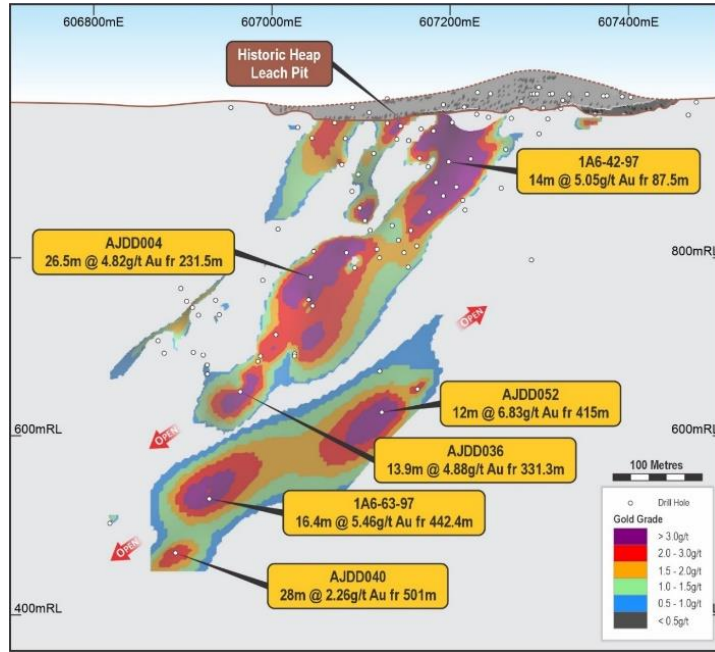 606800mE
607000mE
607200mE
607400mE
Historic Heap
Leach Pit
1A6-42-97
14m @ 5.05g/t Au fr 87.5m
AJDD004
26.5m @ 4.82g/t Au fr 231.5m
800mRL
800mRL
OPEN
AJDD052
12m @ 6.83g/t Au fr 415m
600mRL
600mRL
OPEN
AJDD036
13.9m @ 4.88g/t Au fr 331.3m
100 Metres
1A6-63-97
16.4m @ 5.46g/t Au fr 442.4m
OPEN
AJDD040
28m @ 2.26g/t Au fr 501m
400mRL
Drill Hole
Gold Grade
> 3.0g/t
2.0 - 3.0g/t
1.5 - 2.0g/t
1.0 - 1.5g/t
0.5 - 1.0g/t
< 0.5g/t